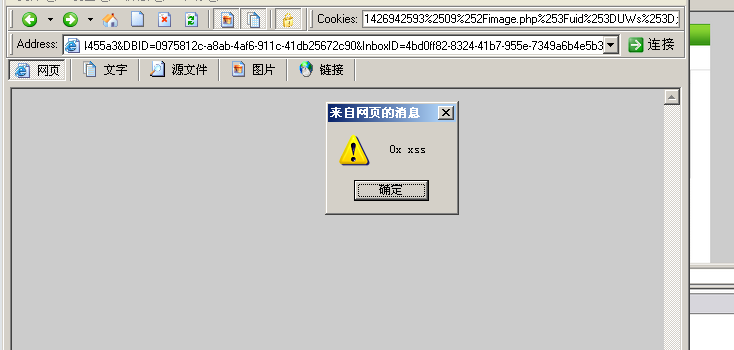 Cookies: 1426942593%2509%252Fimage.php%253Fuid%253DUWs%253D;
Address: I455a3&DBID=0975812c-a8ab-4af6-911c-41db25672c90&InboxID=4bd0ff82-8324-41b7-955e-7349a6b4e5b3 连接
网页 文字 源文件 图片 链接
来自网页的消息
0x xss
确定